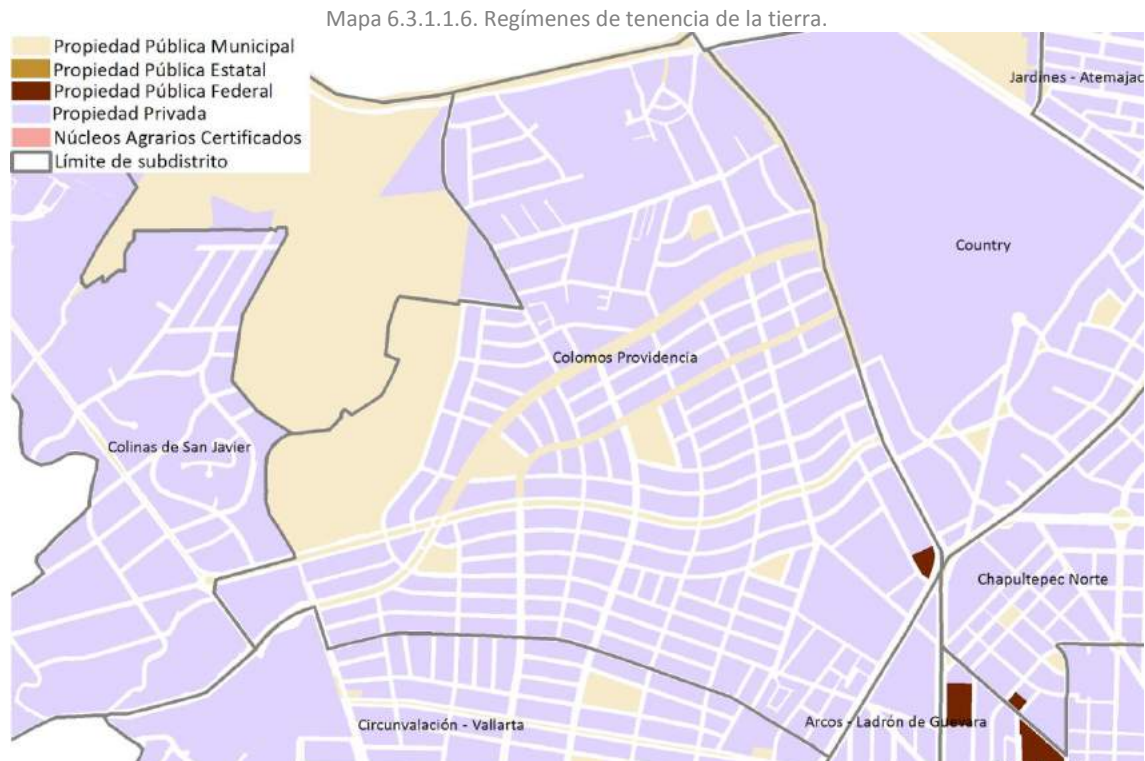 Mapa 6.3.1.1.6. Regímenes de tenencia de la tierra.
Propiedad Pública Municipal
Propiedad Pública Estatal
Propiedad Pública Federal
Propiedad Privada
Núcleos Agrarios Certificados
Límite de subdistrito
Jardines - Atemajac
Country
Colomos Providencia
Colinas de San Javier
Chapultepec Norte
Circunvalación - Vallarta
Arcos - Ladrón de Guevara